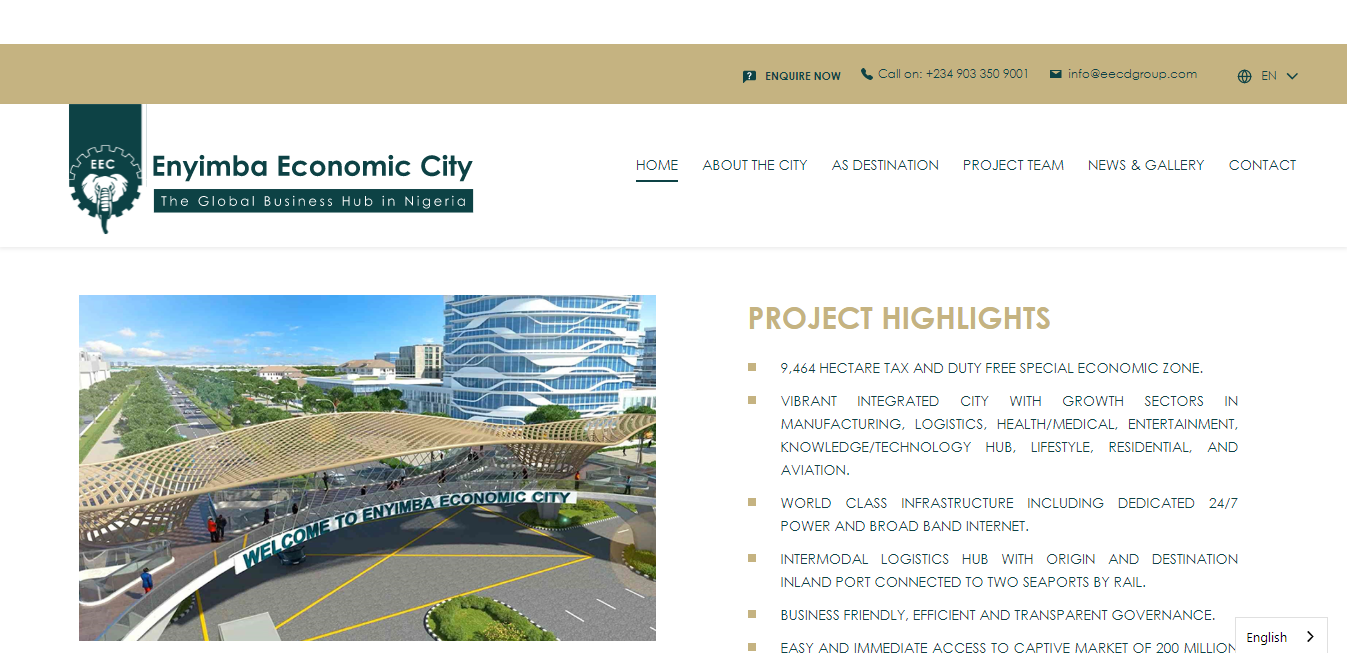 ENQUIRE NOW Call on: +234 903 350 9001 info@eecdgroup.com EN
EEC
Enyimba Economic City
The Global Business Hub in Nigeria
HOME ABOUT THE CITY AS DESTINATION PROJECT TEAM NEWS & GALLERY CONTACT
WELCOME TO ENYIMBA ECONOMIC CITY
PROJECT HIGHLIGHTS
9,464 HECTARE TAX AND DUTY FREE SPECIAL ECONOMIC ZONE.
VIBRANT INTEGRATED CITY WITH GROWTH SECTORS IN
MANUFACTURING, LOGISTICS, HEALTH/MEDICAL, ENTERTAINMENT,
KNOWLEDGE/TECHNOLOGY HUB, LIFESTYLE, RESIDENTIAL, AND
AVIATION.
WORLD CLASS INFRASTRUCTURE INCLUDING DEDICATED 24/7
POWER AND BROAD BAND INTERNET.
INTERMODAL LOGISTICS HUB WITH ORIGIN AND DESTINATION
INLAND PORT CONNECTED TO TWO SEAPORTS BY RAIL.
BUSINESS FRIENDLY, EFFICIENT AND TRANSPARENT GOVERNANCE.
EASY AND IMMEDIATE ACCESS TO CAPTIVE MARKET OF 200 MILLION
English